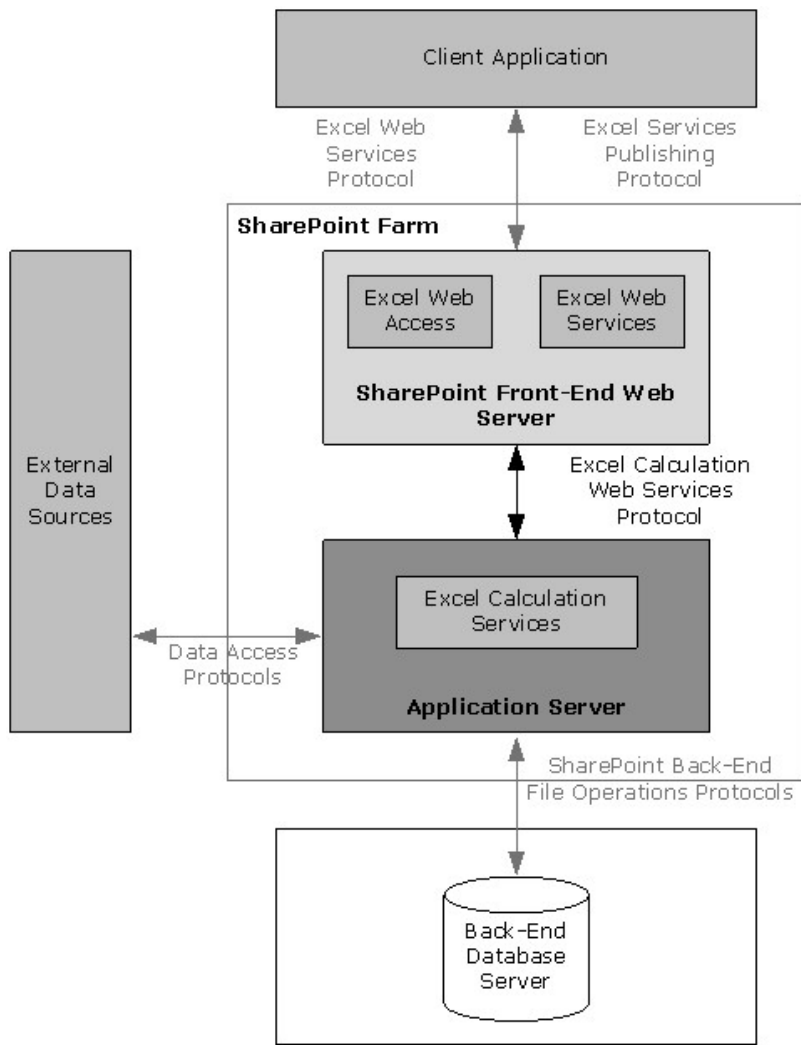 Client Application
Excel Web
Services
Protocol
Excel Services
Publishing
Protocol
SharePoint Farm
Excel Web
Access
Excel Web
Services
SharePoint Front-End Web
Server
External
Data
Sources
Excel Calculation
Web Services
Protocol
Excel Calculation
Services
Data Access
Protocols
Application Server
SharePoint Back-End
File Operations Protocols
Back-End
Database
Server